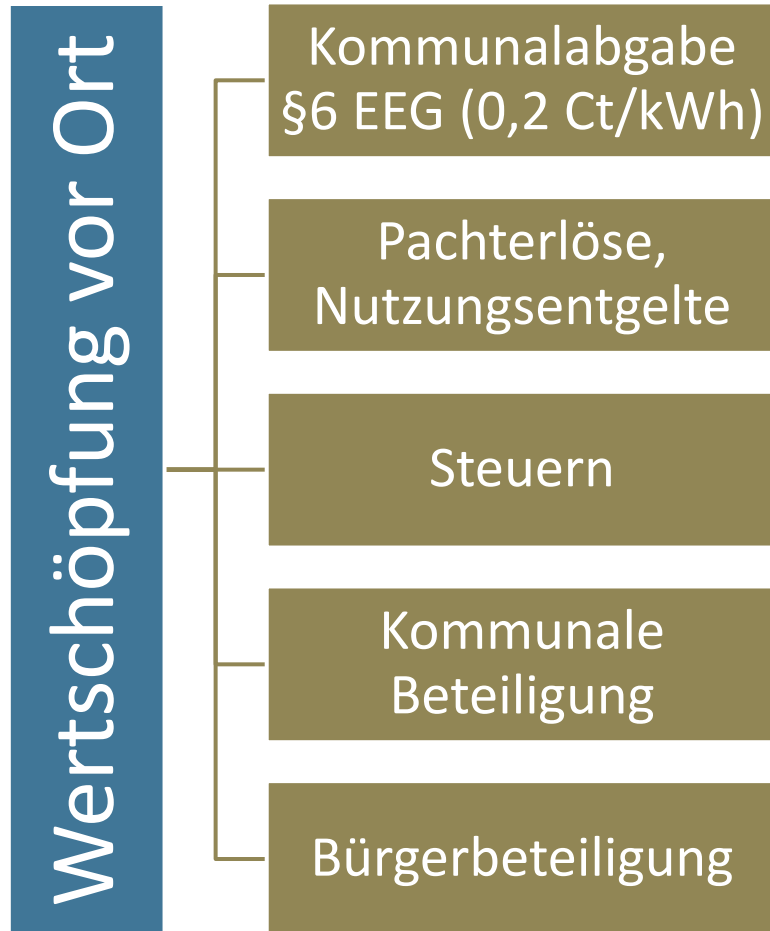 Wertschöpfung vor Ort
Kommunalabgabe
§6 EEG (0,2 Ct/kWh)
Pachterlöse,
Nutzungsentgelte
Steuern
Kommunale
Beteiligung
Bürgerbeteiligung